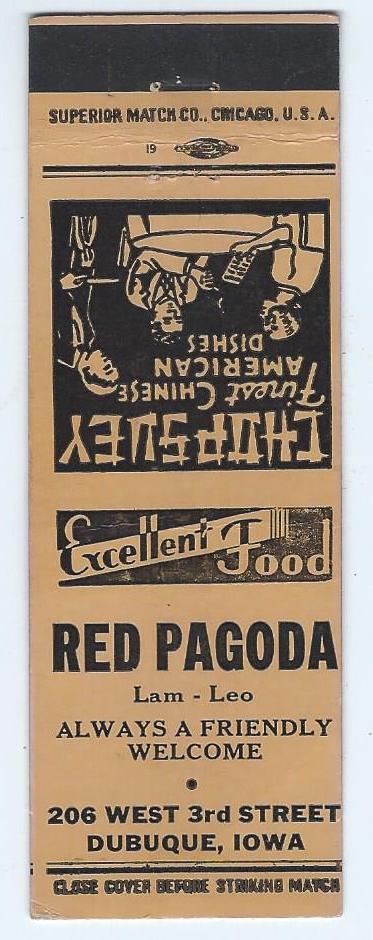 SUPERIOR MATCH CO., CHICAGO, U.S.A.
19
CHOP SUEY
Finest CHINESE
AMERICAN
DISHES
Excellent Food
RED PAGODA
Lam - Leo
ALWAYS A FRIENDLY
WELCOME
206 WEST 3rd STREET
DUBUQUE, IOWA
CLOSE COVER BEFORE STRIKING MATCH